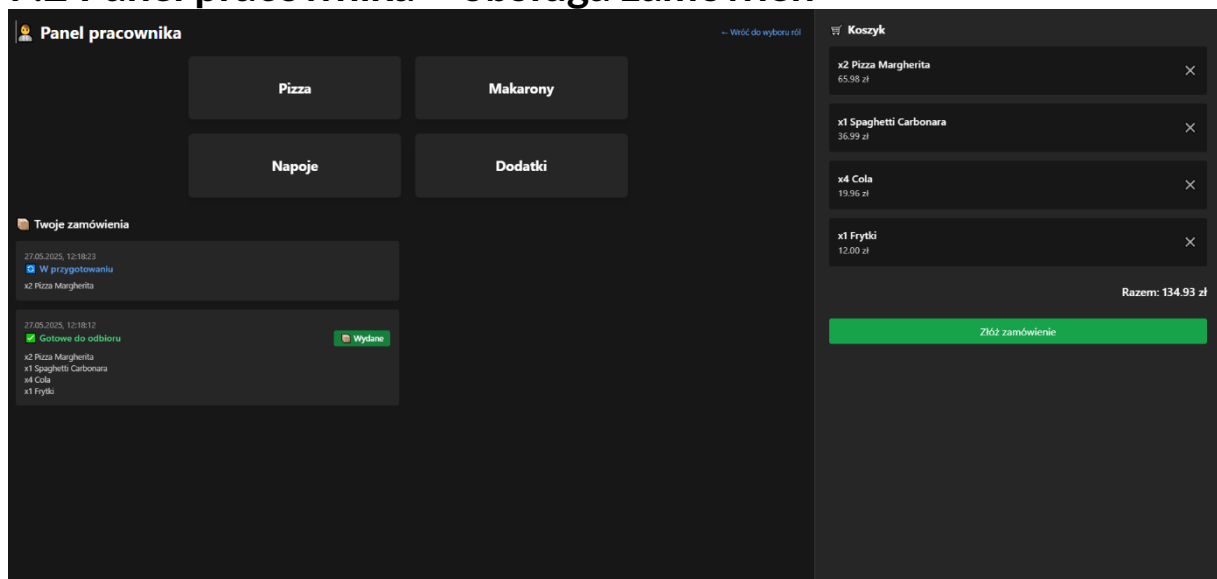 Panel pracownika
← Wróć do wyboru ról
Pizza
Makarony
Napoje
Dodatki
Twoje zamówienia
27.05.2025, 12:18:23
W przygotowaniu
x2 Pizza Margherita
27.05.2025, 12:18:12
Gotowe do odbioru
Wydane
x2 Pizza Margherita
x1 Spaghetti Carbonara
x4 Cola
x1 Frytki
Koszyk
x2 Pizza Margherita
65.98 zł
x1 Spaghetti Carbonara
36.99 zł
x4 Cola
19.96 zł
x1 Frytki
12.00 zł
Razem: 134.93 zł
Złóż zamówienie